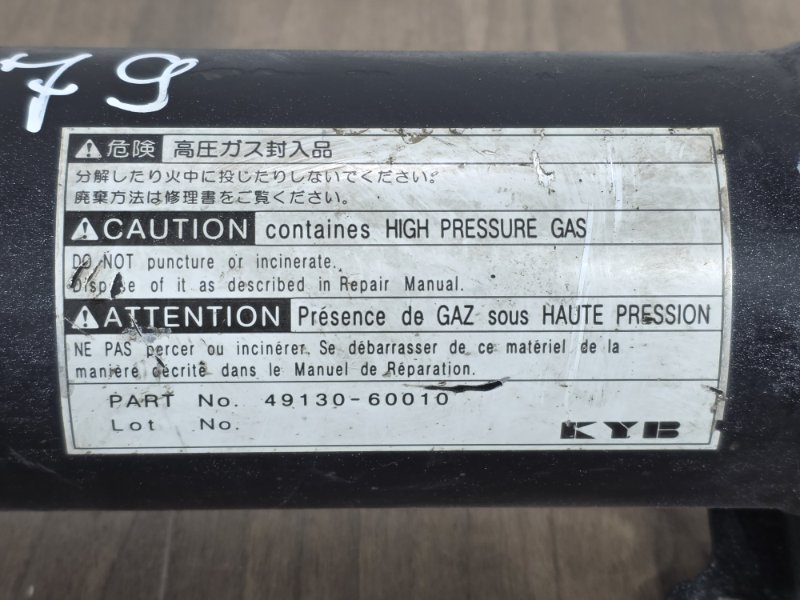 79
危険 高圧ガス封入品
分解したり火中に投じたりしないでください。
廃棄方法は修理書をご覧ください。
CAUTION containes HIGH PRESSURE GAS
DO NOT puncture or incinerate.
Dispose of it as described in Repair Manual.
ATTENTION Présence de GAZ sous HAUTE PRESSION
NE PAS percer ou incinérer. Se débarrasser de ce matériel de la
manière décrite dans le Manuel de Réparation.
PART No. 49130-60010
Lot No.
KYB